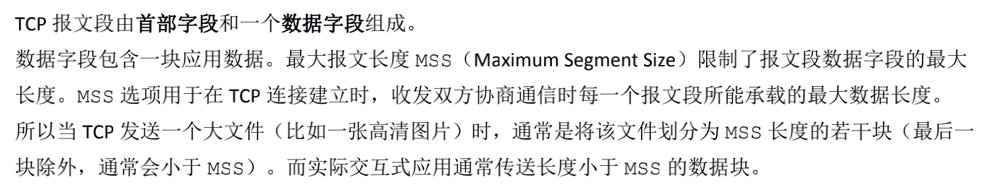 TCP 报文段由首部字段和一个数据字段组成。
数据字段包含一块应用数据。最大报文长度 MSS（Maximum Segment Size）限制了报文段数据字段的最大
长度。MSS 选项用于在 TCP 连接建立时，收发双方协商通信时每一个报文段所能承载的最大数据长度。
所以当 TCP 发送一个大文件（比如一张高清图片）时，通常是将该文件划分为 MSS 长度的若干块（最后一
块除外，通常会小于 MSS）。而实际交互式应用通常传送长度小于 MSS 的数据块。